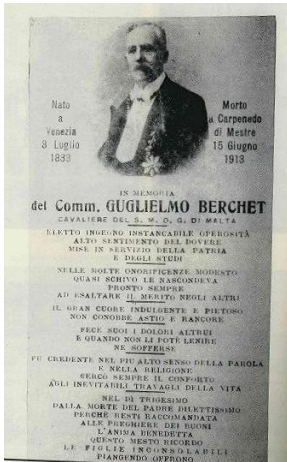 Nato
a
Venezia
3 Luglio
1833
Morto
a Carpenedo
di Mestre
15 Giugno
1913
IN MEMORIA
del Comm. GUGLIELMO BERCHET
CAVALIERE DEL S. M. O. G. DI MALTA
ELETTO INGEGNO INSTANCABILE OPEROSITÀ
ALTO SENTIMENTO DEL DOVERE
MISE IN SERVIZIO DELLA PATRIA
E DEGLI STUDI
NELLE MOLTE ONORIFICENZE MODESTO
QUASI SCHIVO LE NASCONDEVA
PRONTO SEMPRE
AD ESALTARE IL MERITO NEGLI ALTRI
IL GRAN CUORE INDULGENTE E PIETOSO
NON CONOBBE ASTIO E RANCORE
FECE SUOI I DOLORI ALTRUI
E QUANDO NON LI POTÈ LENIRE
NE SOFFERSE
FU CREDENTE NEL PIÙ ALTO SENSO DELLA PAROLA
E NELLA RELIGIONE
CERCÒ SEMPRE IL CONFORTO
AGLI INEVITABILI TRAVAGLI DELLA VITA
NEL DÌ TRIGESIMO
DALLA MORTE DEL PADRE DILETTISSIMO
PERCHÈ RESTI RACCOMANDATA
ALLE PREGHIERE DEI BUONI
L'ANIMA BENEDETTA
QUESTO MESTO RICORDO
LE FIGLIE INCONSOLABILI
PIANGENDO OFFRONO